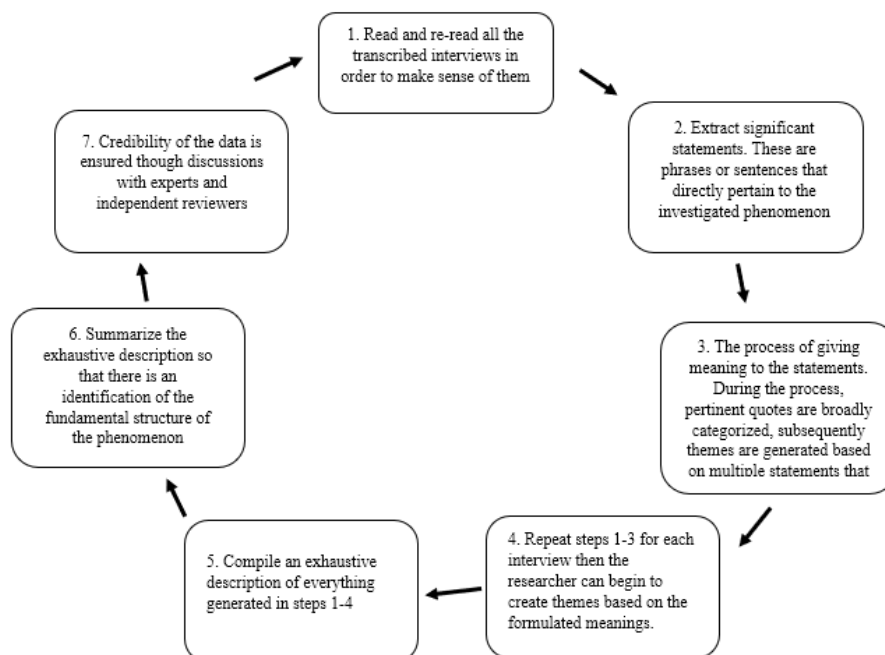 1. Read and re-read all the
transcribed interviews in
order to make sense of them
2. Extract significant
statements. These are
phrases or sentences that
directly pertain to the
investigated phenomenon
3. The process of giving
meaning to the statements.
During the process,
pertinent quotes are broadly
categorized, subsequently
themes are generated based
on multiple statements that
4. Repeat steps 1-3 for each
interview then the
researcher can begin to
create themes based on the
formulated meanings.
5. Compile an exhaustive
description of everything
generated in steps 1-4
6. Summarize the
exhaustive description so
that there is an
identification of the
fundamental structure of
the phenomenon
7. Credibility of the data is
ensured though discussions
with experts and
independent reviewers